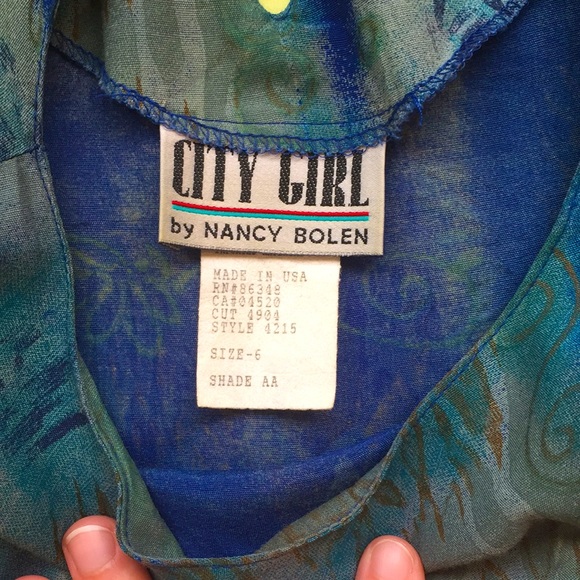 CITY GIRL
by NANCY BOLEN
MADE IN USA
RN#86348
CA#04520
CUT 4904
STYLE 4215
SIZE-6
SHADE AA